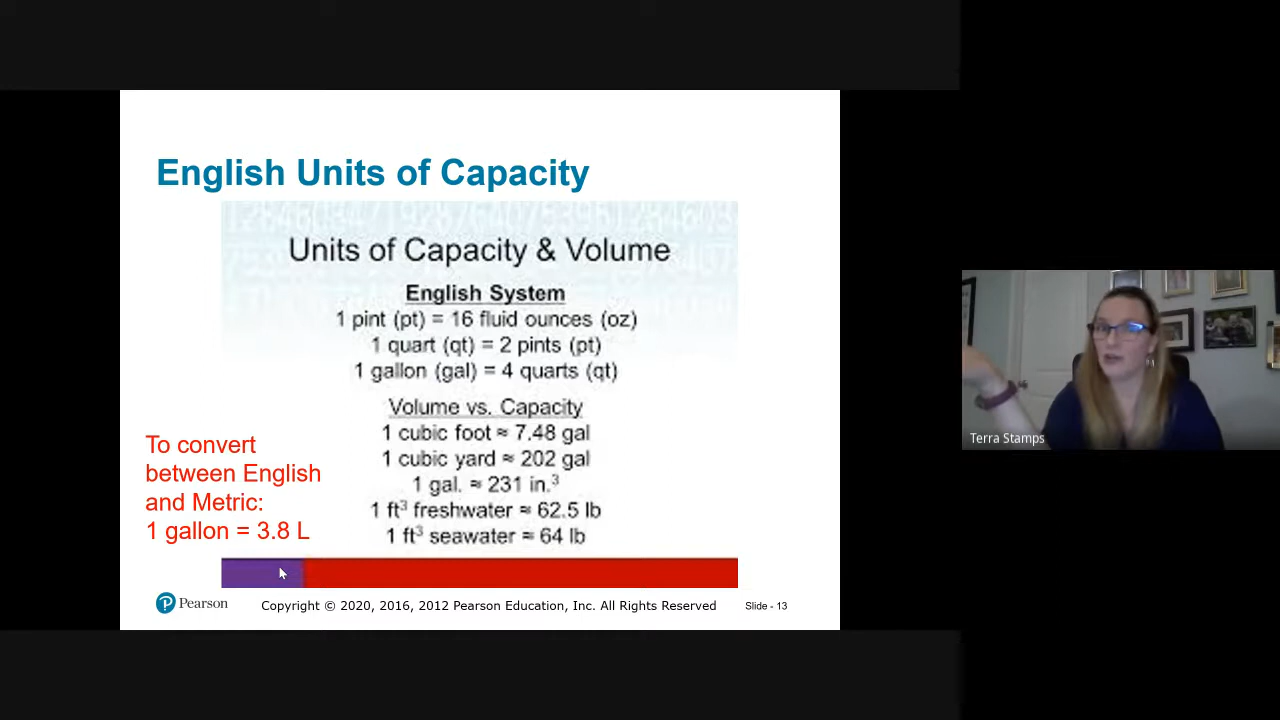 English Units of Capacity
Units of Capacity & Volume
English System
1 pint (pt) = 16 fluid ounces (oz)
1 quart (qt) = 2 pints (pt)
1 gallon (gal) = 4 quarts (qt)
Volume vs. Capacity
1 cubic foot ≈ 7.48 gal
1 cubic yard ≈ 202 gal
1 gal. ≈ 231 in.³
1 ft³ freshwater ≈ 62.5 lb
1 ft³ seawater ≈ 64 lb
To convert
between English
and Metric:
1 gallon = 3.8 L
Pearson
Copyright © 2020, 2016, 2012 Pearson Education, Inc. All Rights Reserved
Slide - 13
Terra Stamps